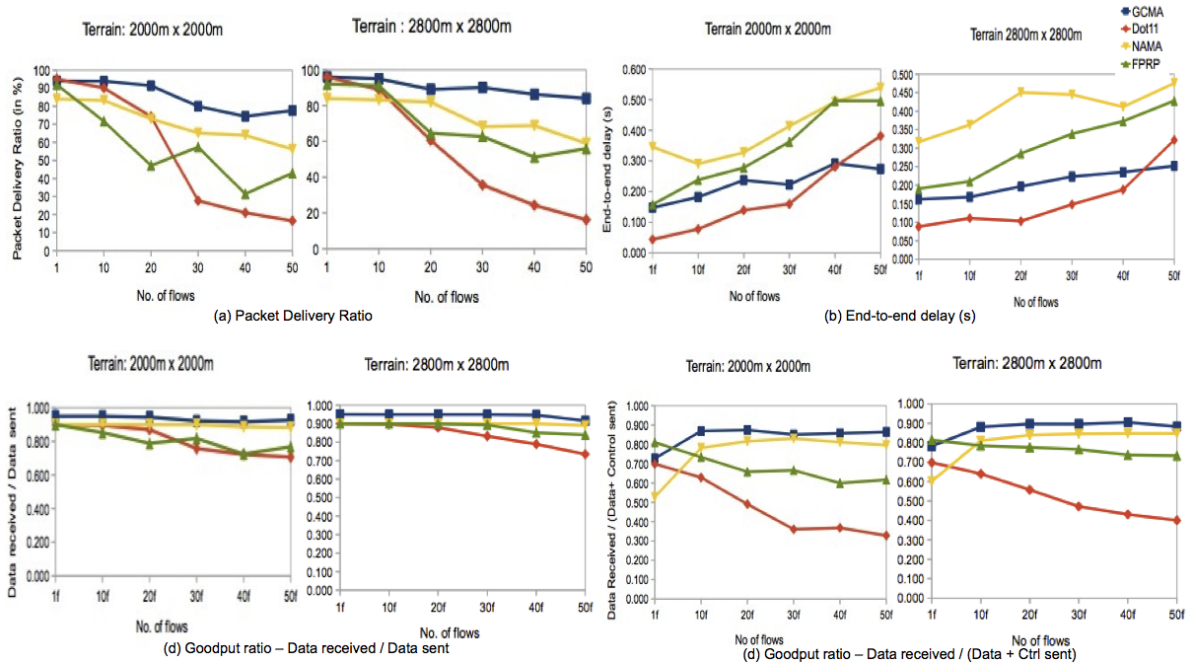 Terrain: 2000m x 2000m
Terrain : 2800m x 2800m
Packet Delivery Ratio (in %)
100
90
80
70
60
50
40
30
20
10
0
1 10 20 30 40 50
No. of flows
100
80
60
40
20
0
1 10 20 30 40 50
No. of flows
(a) Packet Delivery Ratio
Terrain 2000m x 2000m
Terrain 2800m x 2800m
GCMA
Dot11
NAMA
FPRP
End-to-end delay (s)
0.600
0.500
0.400
0.300
0.200
0.100
0.000
1f 10f 20f 30f 40f 50f
No. of flows
0.500
0.450
0.400
0.350
0.300
0.250
0.200
0.150
0.100
0.050
0.000
1f 10f 20f 30f 40f 50f
No of flows
(b) End-to-end delay (s)
Terrain: 2000m x 2000m
Terrain: 2800m x 2800m
Data received / Data sent
1.000
0.800
0.600
0.400
0.200
0.000
1f 10f 20f 30f 40f 50f
No. of flows
1.000
0.900
0.800
0.700
0.600
0.500
0.400
0.300
0.200
0.100
0.000
1f 10f 20f 30f 40f 50f
No. of flows
(d) Goodput ratio – Data received / Data sent
Terrain: 2000m x 2000m
Terrain: 2800m x 2800m
Data Received / (Data+ Control sent)
1.000
0.900
0.800
0.700
0.600
0.500
0.400
0.300
0.200
0.100
0.000
1f 10f 20f 30f 40f 50f
No of flows
1.000
0.900
0.800
0.700
0.600
0.500
0.400
0.300
0.200
0.100
0.000
1f 10f 20f 30f 40f 50f
No of flows
(d) Goodput ratio – Data received / (Data + Ctrl sent)